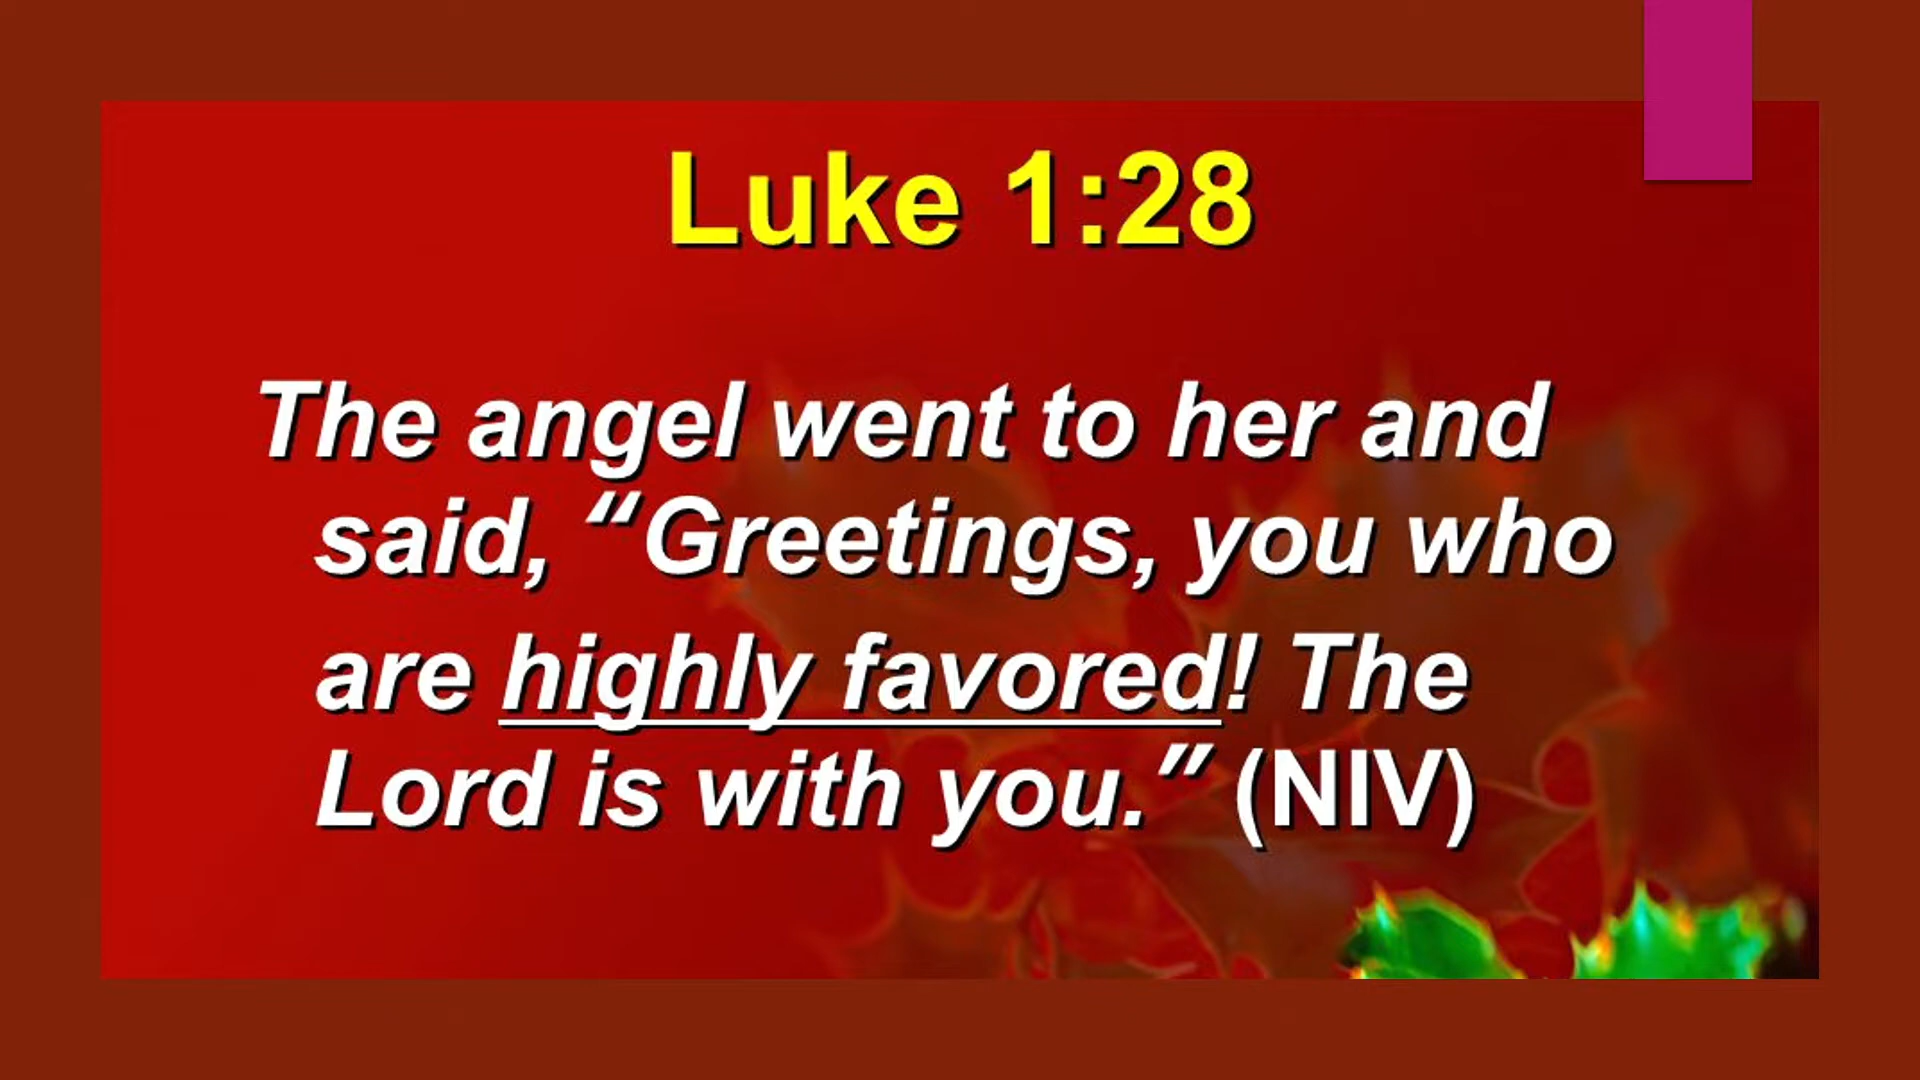 Luke 1:28
The angel went to her and
said, “Greetings, you who
are highly favored! The
Lord is with you.” (NIV)